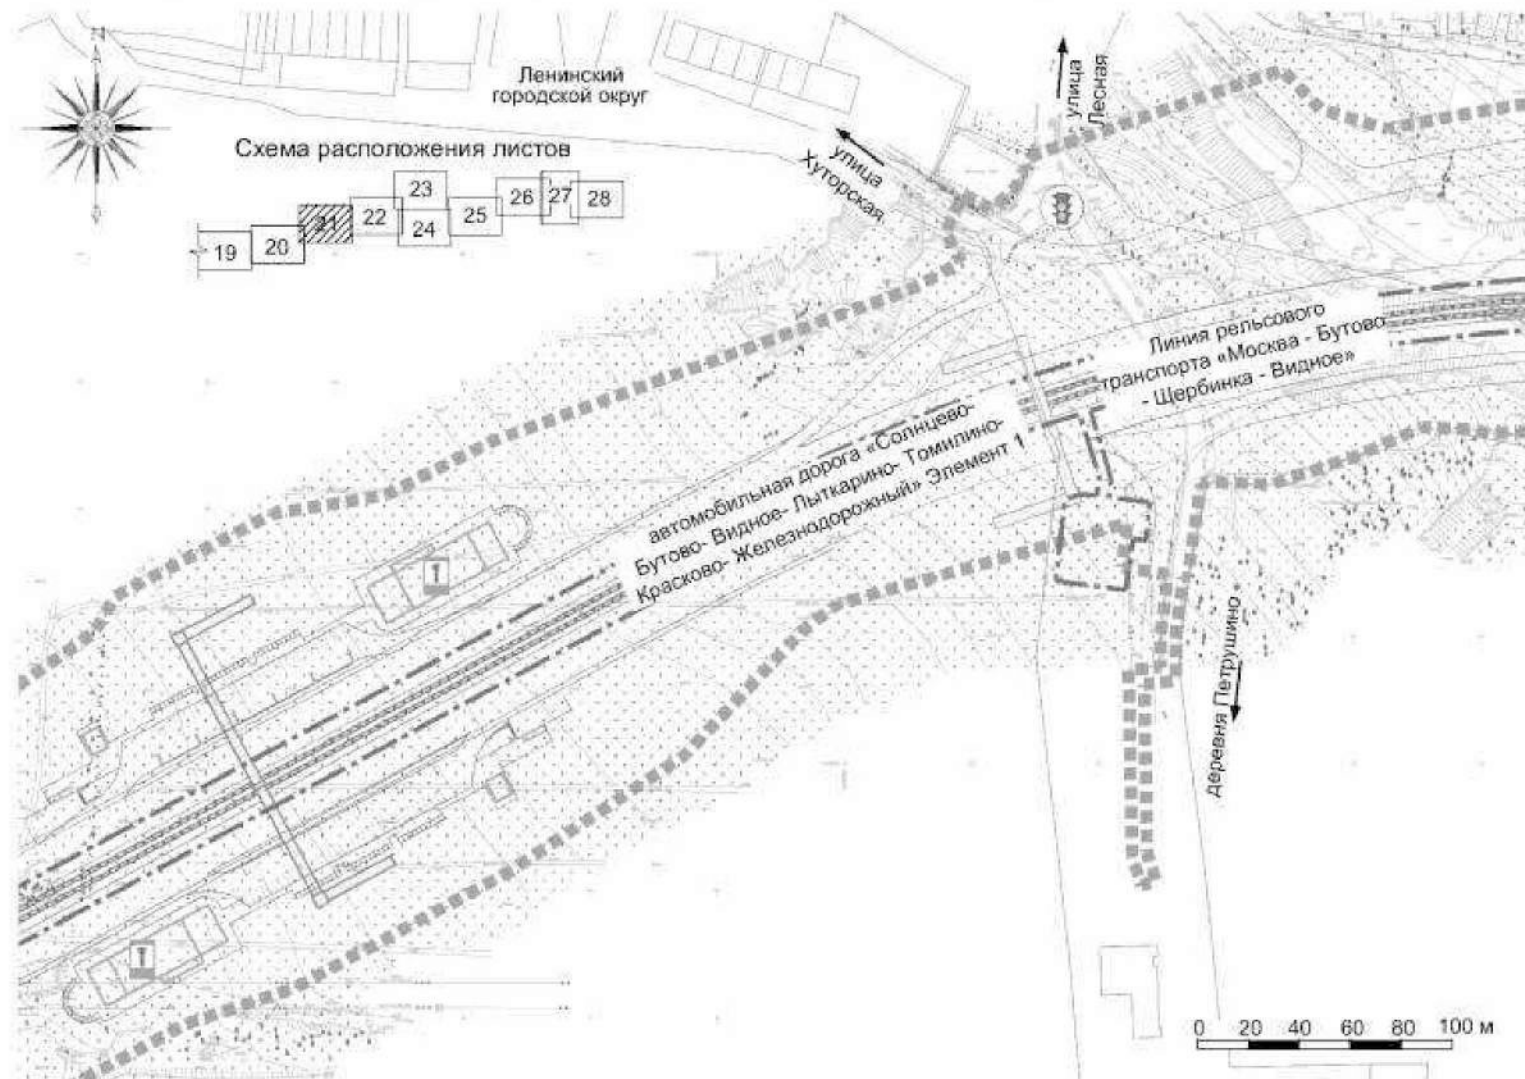 Ленинский
городской округ
Схема расположения листов
19
20
21
22
23
24
25
26
27
28
улица
Лесная
улица
Хуторская
Линия рельсового
транспорта «Москва - Бутово
- Щербинка - Видное»
автомобильная дорога «Солнцево-
Бутово- Видное- Лыткарино- Томилино-
Красково- Железнодорожный» Элемент 1
деревня Петрушино
0 20 40 60 80 100 м